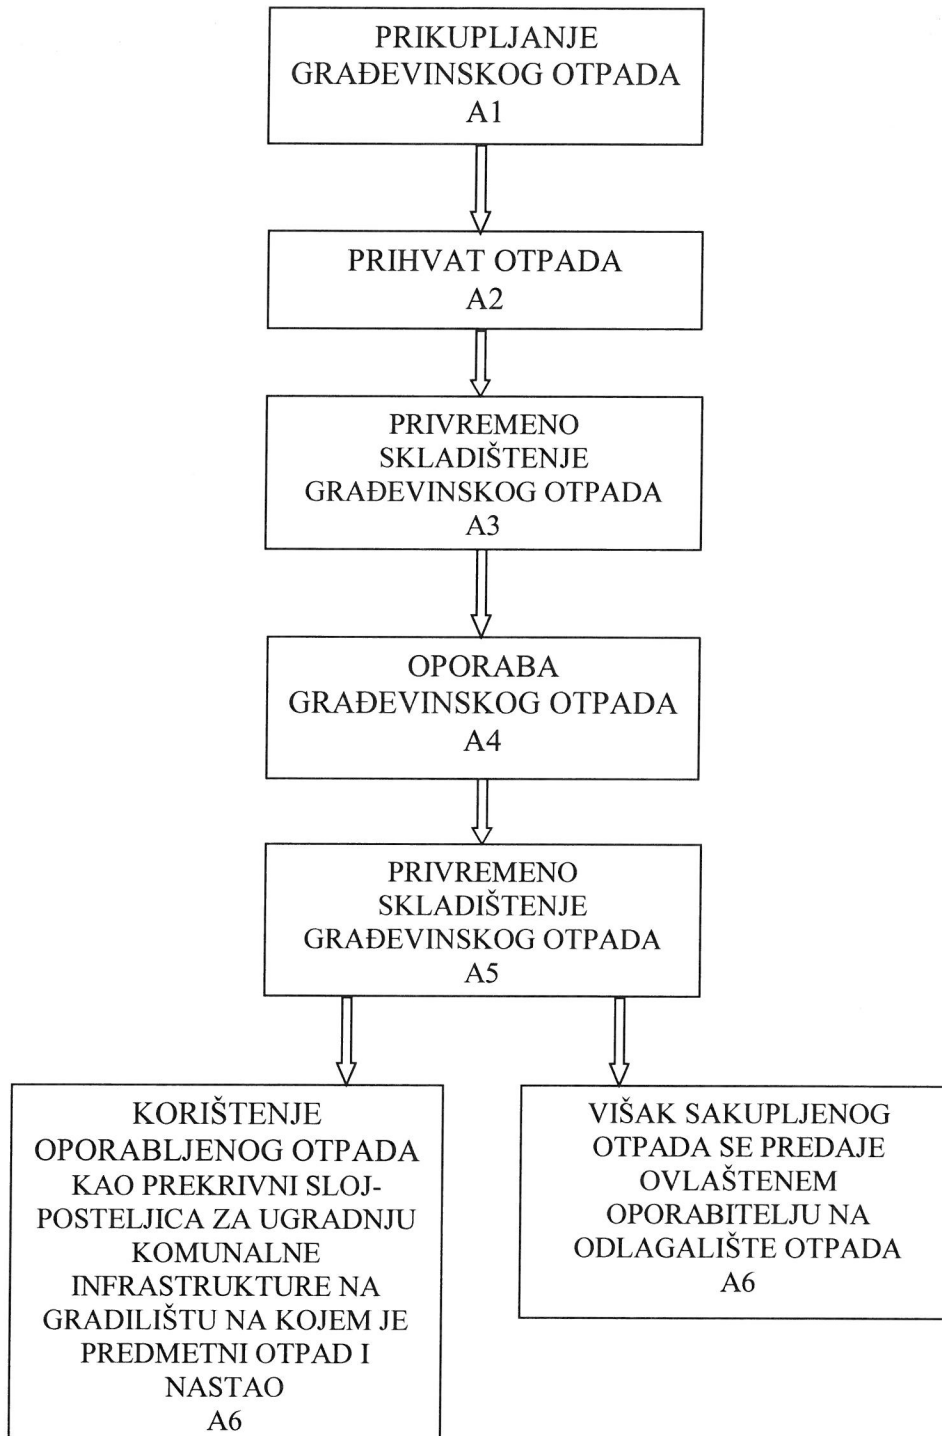 PRIKUPLJANJE
GRAĐEVINSKOG OTPADA
A1
PRIHVAT OTPADA
A2
PRIVREMENO
SKLADIŠTENJE
GRAĐEVINSKOG OTPADA
A3
OPORABA
GRAĐEVINSKOG OTPADA
A4
PRIVREMENO
SKLADIŠTENJE
GRAĐEVINSKOG OTPADA
A5
KORIŠTENJE
OPORABLJENOG OTPADA
KAO PREKRIVNI SLOJ-
POSTELJICA ZA UGRADNJU
KOMUNALNE
INFRASTRUKTURE NA
GRADILIŠTU NA KOJEM JE
PREDMETNI OTPAD I
NASTAO
A6
VIŠAK SAKUPLJENOG
OTPADA SE PREDAJE
OVLAŠTENEM
OPORABITELJU NA
ODLAGALIŠTE OTPADA
A6